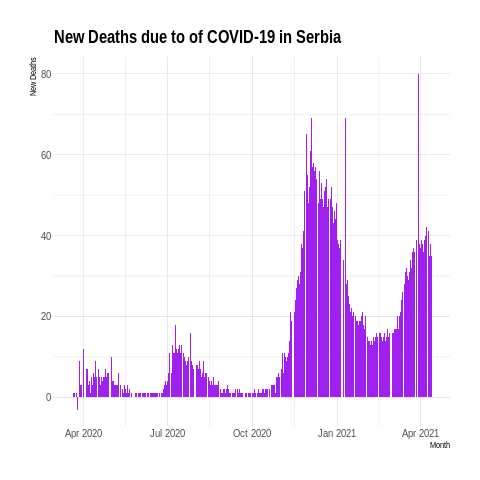 New Deaths due to of COVID-19 in Serbia
New Deaths
80
60
40
20
0
Apr 2020 Jul 2020 Oct 2020 Jan 2021 Apr 2021
Month